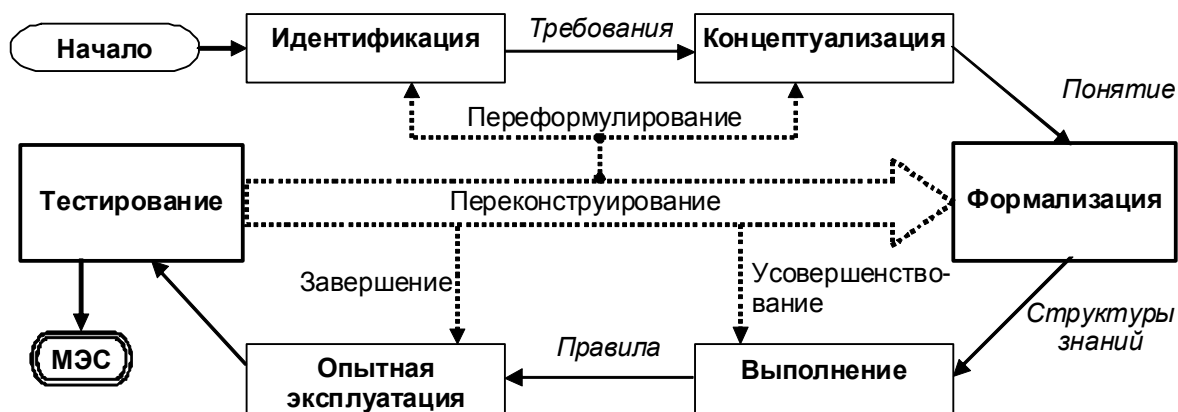 Начало
Идентификация
Требования
Концептуализация
Понятие
Переформулирование
Тестирование
Переконструирование
Формализация
Завершение
Усовершенство-
вание
Структуры
знаний
МЭС
Опытная
эксплуатация
Правила
Выполнение